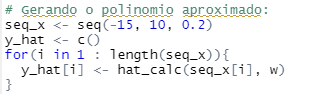 # Gerando o polinomio aproximado:
seq_x <- seq(-15, 10, 0.2)
y_hat <- c()
for(i in 1 : length(seq_x)){
  y_hat[i] <- hat_calc(seq_x[i], w)
}